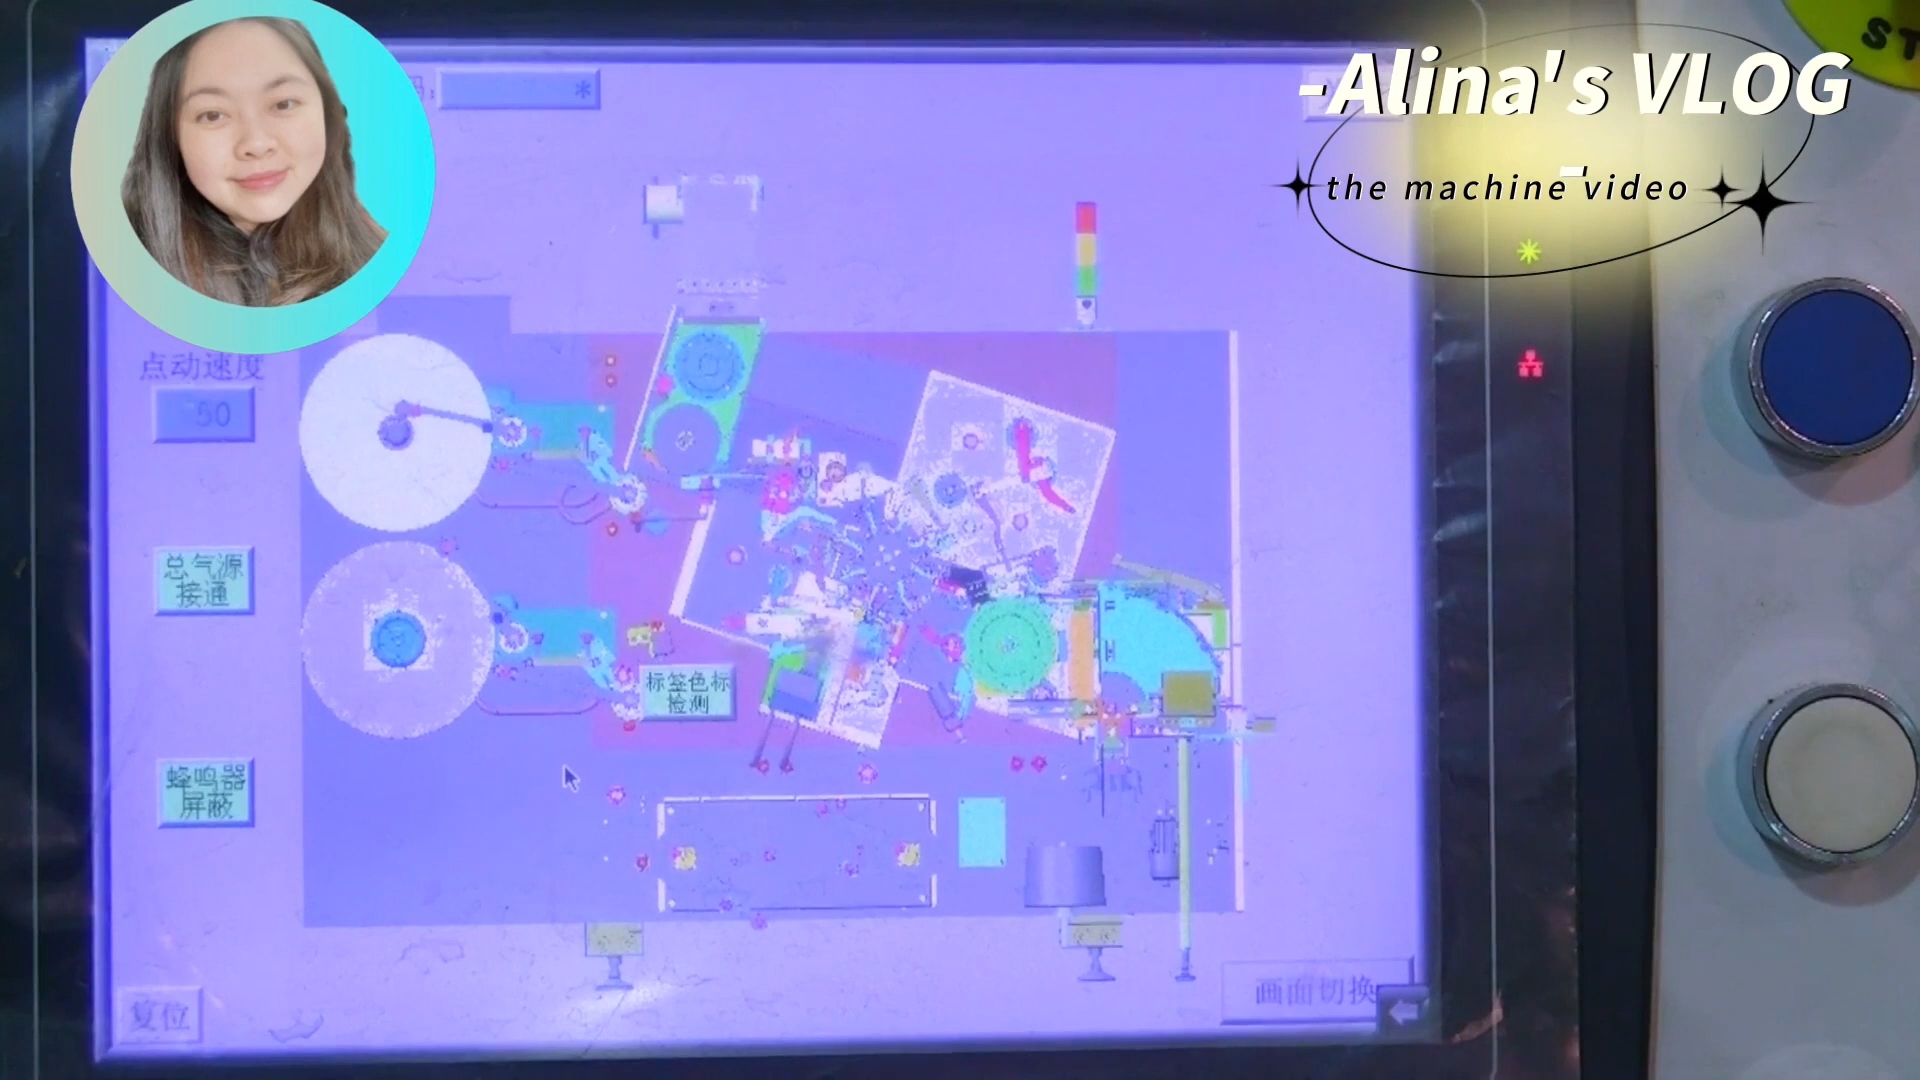 -Alina's VLOG
the machine video
ST
*
点动速度
50
总气源
接通
标签色标
检测
蜂鸣器
屏蔽
复位
画面切换